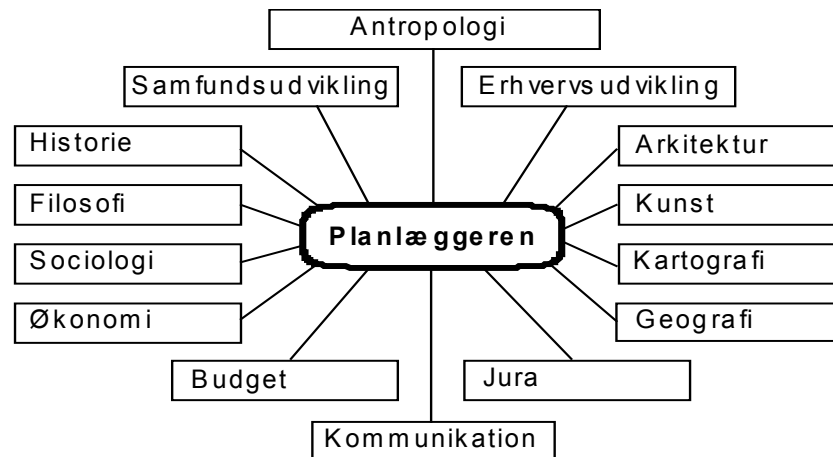 Antropologi
Samfundsudvikling
Erhvervsudvikling
Historie
Arkitektur
Filosofi
Kunst
Planlæggeren
Sociologi
Kartografi
Økonomi
Geografi
Budget
Jura
Kommunikation